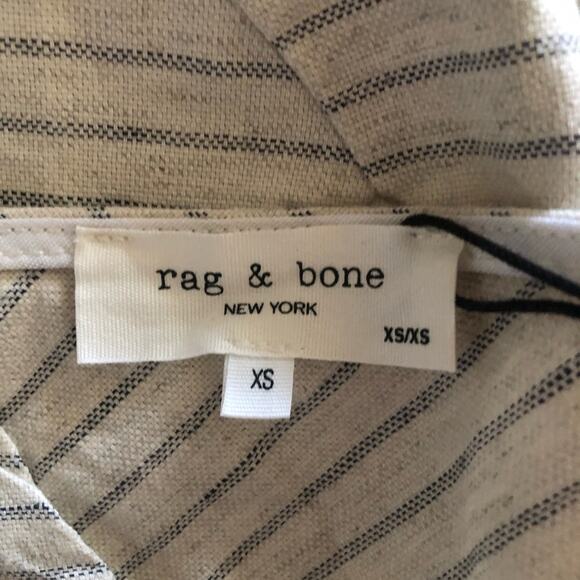 rag & bone
NEW YORK
XS/XS
XS